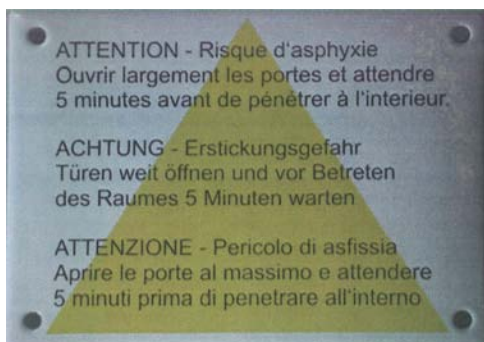 ATTENTION - Risque d'asphyxie
Ouvrir largement les portes et attendre
5 minutes avant de pénétrer à l'interieur.
ACHTUNG - Erstickungsgefahr
Türen weit öffnen und vor Betreten
des Raumes 5 Minuten warten
ATTENZIONE - Pericolo di asfissia
Aprire le porte al massimo e attendere
5 minuti prima di penetrare all'interno